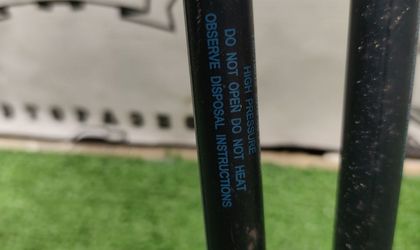 HIGH PRESSURE
DO NOT OPEN DO NOT HEAT
OBSERVE DISPOSAL INSTRUCTIONS